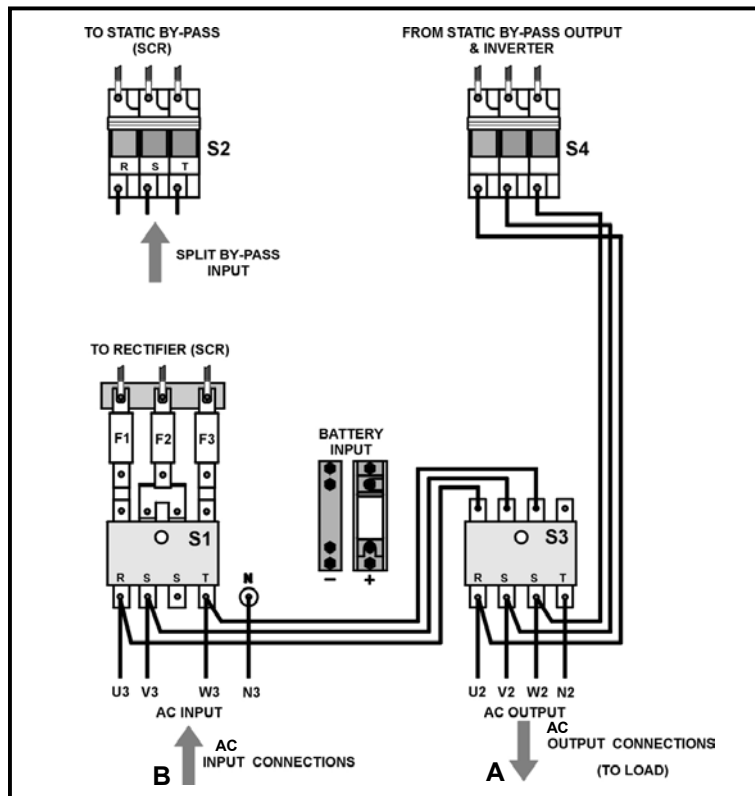 TO STATIC BY-PASS
(SCR)
FROM STATIC BY-PASS OUTPUT
& INVERTER
S2
R S T
S4
SPLIT BY-PASS
INPUT
TO RECTIFIER (SCR)
F1 F2 F3
BATTERY
INPUT
S1
R S S T
N
− +
S3
R S S T
U3 V3 W3 N3
U2 V2 W2 N2
AC INPUT
AC OUTPUT
B
AC
INPUT CONNECTIONS
A
AC
OUTPUT CONNECTIONS
(TO LOAD)